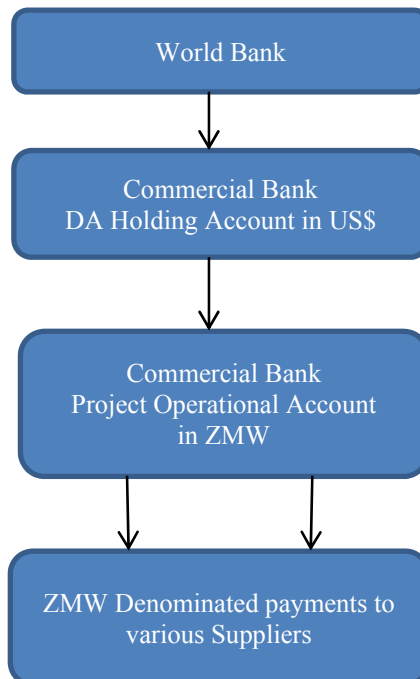 World Bank
Commercial Bank
DA Holding Account in US$
Commercial Bank
Project Operational Account
in ZMW
ZMW Denominated payments to
various Suppliers